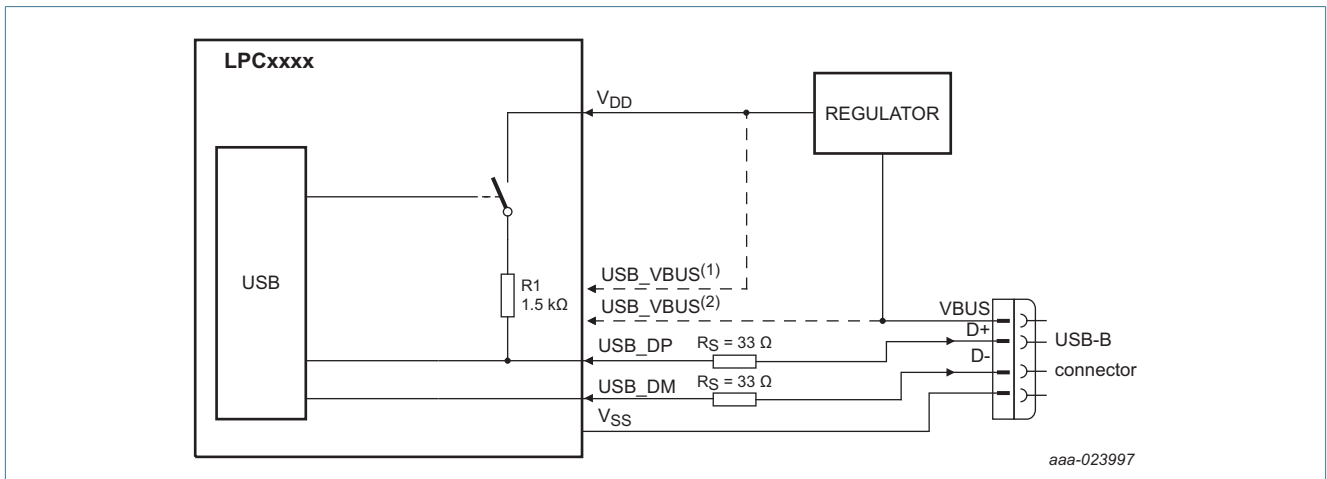 LPCxxxx
VDD
REGULATOR
USB
R1
1.5 kΩ
USB_VBUS(1)
USB_VBUS(2)
VBUS
D+
USB_DP
RS = 33 Ω
USB-B
D-
connector
USB_DM
RS = 33 Ω
VSS
aaa-023997